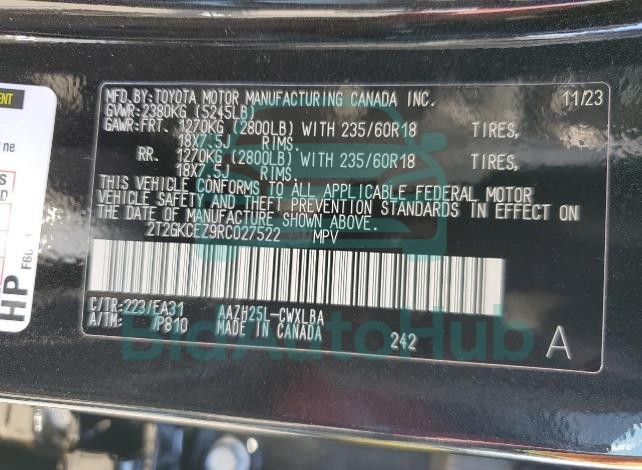 MFD.BY:TOYOTA MOTOR MANUFACTURING CANADA INC. 11/23
GVWR: 2380KG (5245LB)
GAWR:FRT. 1270KG (2800LB) WITH 235/60R18 TIRES,
18X7.5J RIMS.
RR. 1270KG (2800LB) WITH 235/60R18 TIRES,
18X7.5J RIMS.
THIS VEHICLE CONFORMS TO ALL APPLICABLE FEDERAL MOTOR
VEHICLE SAFETY AND THEFT PREVENTION STANDARDS IN EFFECT ON
THE DATE OF MANUFACTURE SHOWN ABOVE.
2T2GKCEZ9RC027522 MPV
C/TR:223/EA31 AAZH25L-CWXLBA
A/TM: /P810 MADE IN CANADA 242 A
BidAutoHub
ENT
ne
S
HP